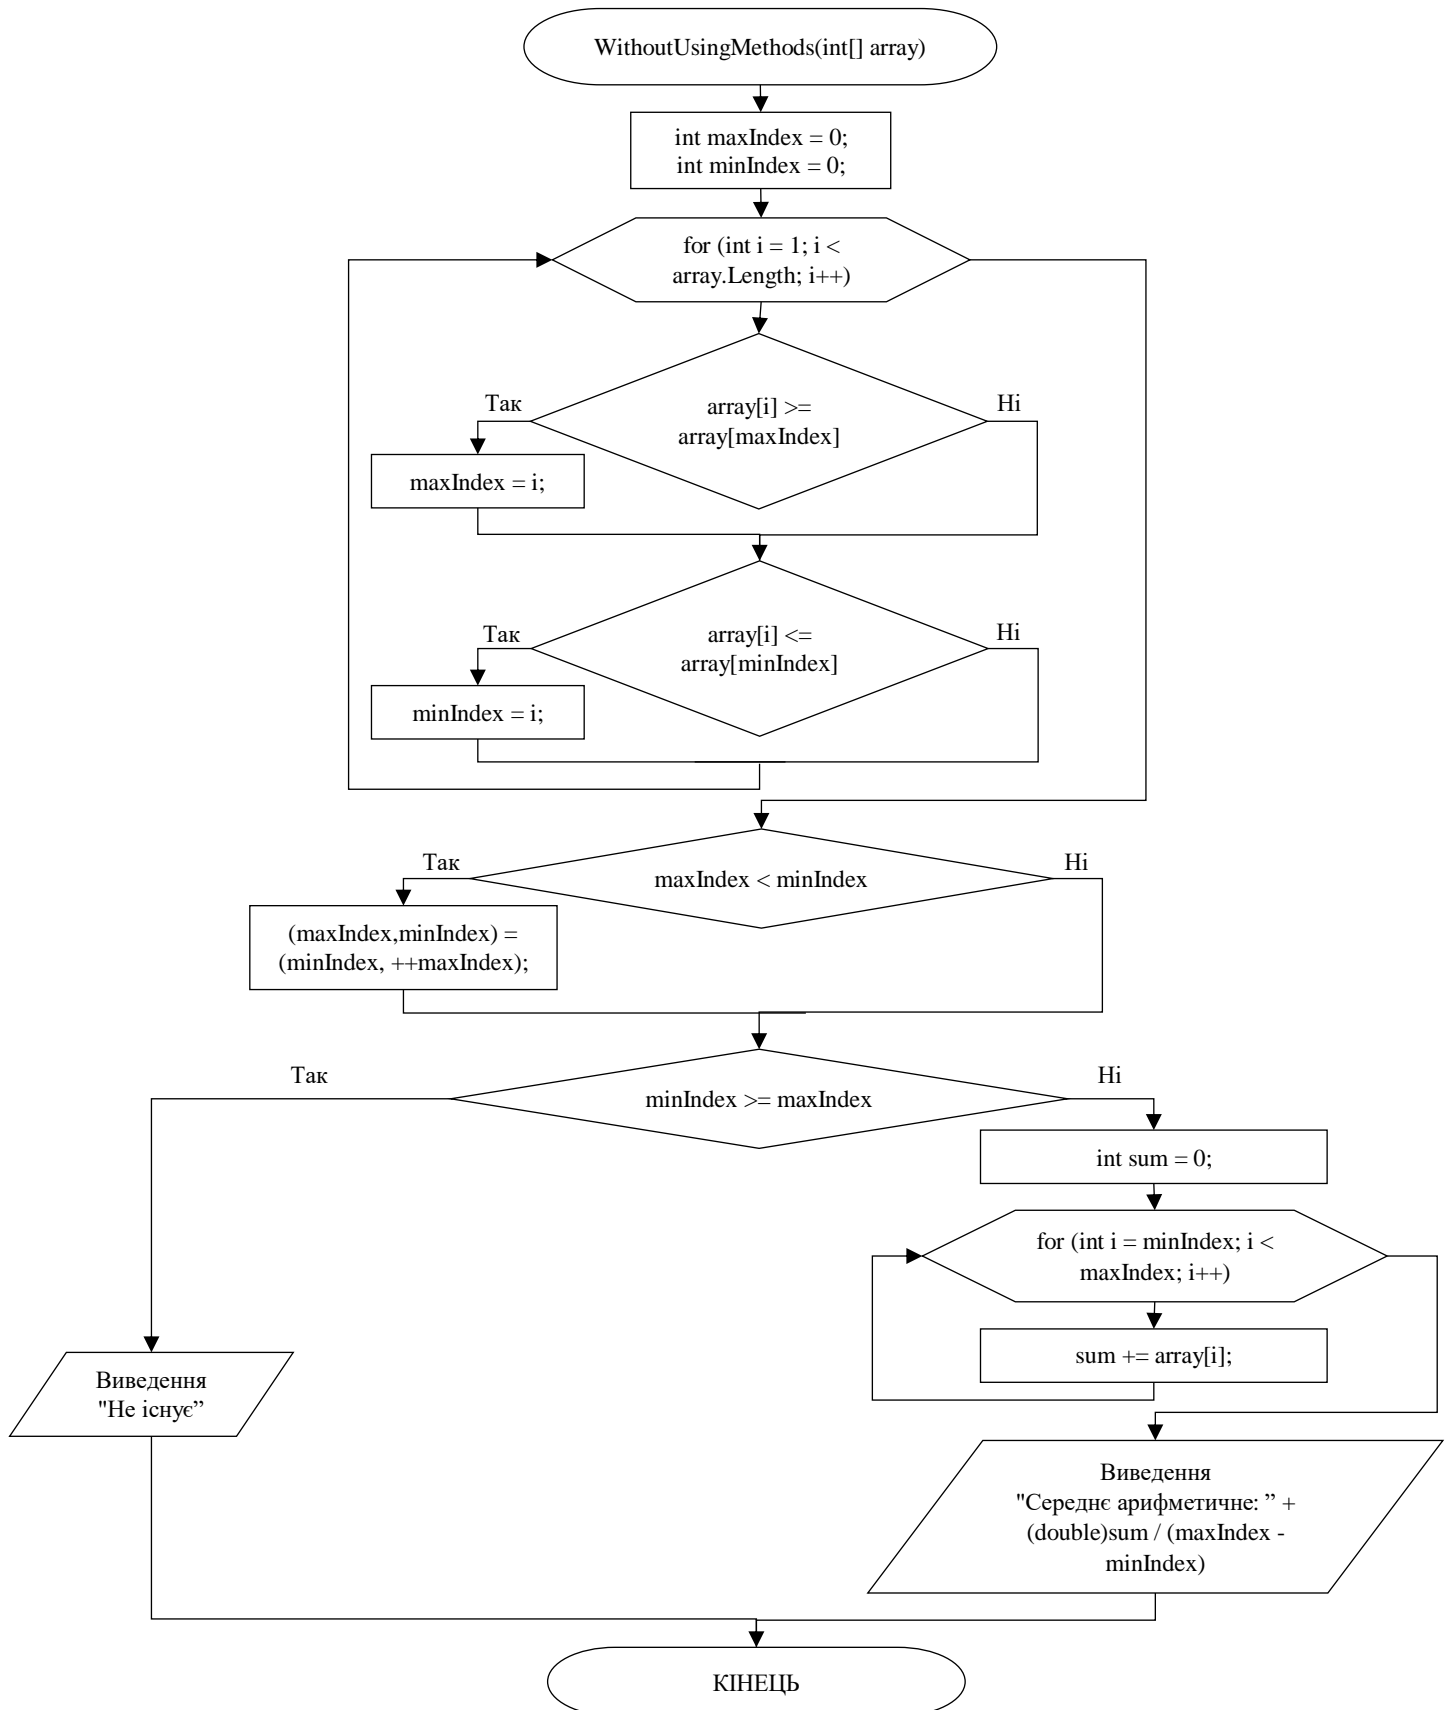 WithoutUsingMethods(int[] array)
int maxIndex = 0;
int minIndex = 0;
for (int i = 1; i <
array.Length; i++)
Так
array[i] >=
array[maxIndex]
Ні
maxIndex = i;
Так
array[i] <=
array[minIndex]
Ні
minIndex = i;
Так
maxIndex < minIndex
Ні
(maxIndex,minIndex) =
(minIndex, ++maxIndex);
Так
minIndex >= maxIndex
Ні
int sum = 0;
for (int i = minIndex; i <
maxIndex; i++)
sum += array[i];
Виведення
"Не існує”
Виведення
"Середнє арифметичне: ” +
(double)sum / (maxIndex -
minIndex)
КІНЕЦЬ